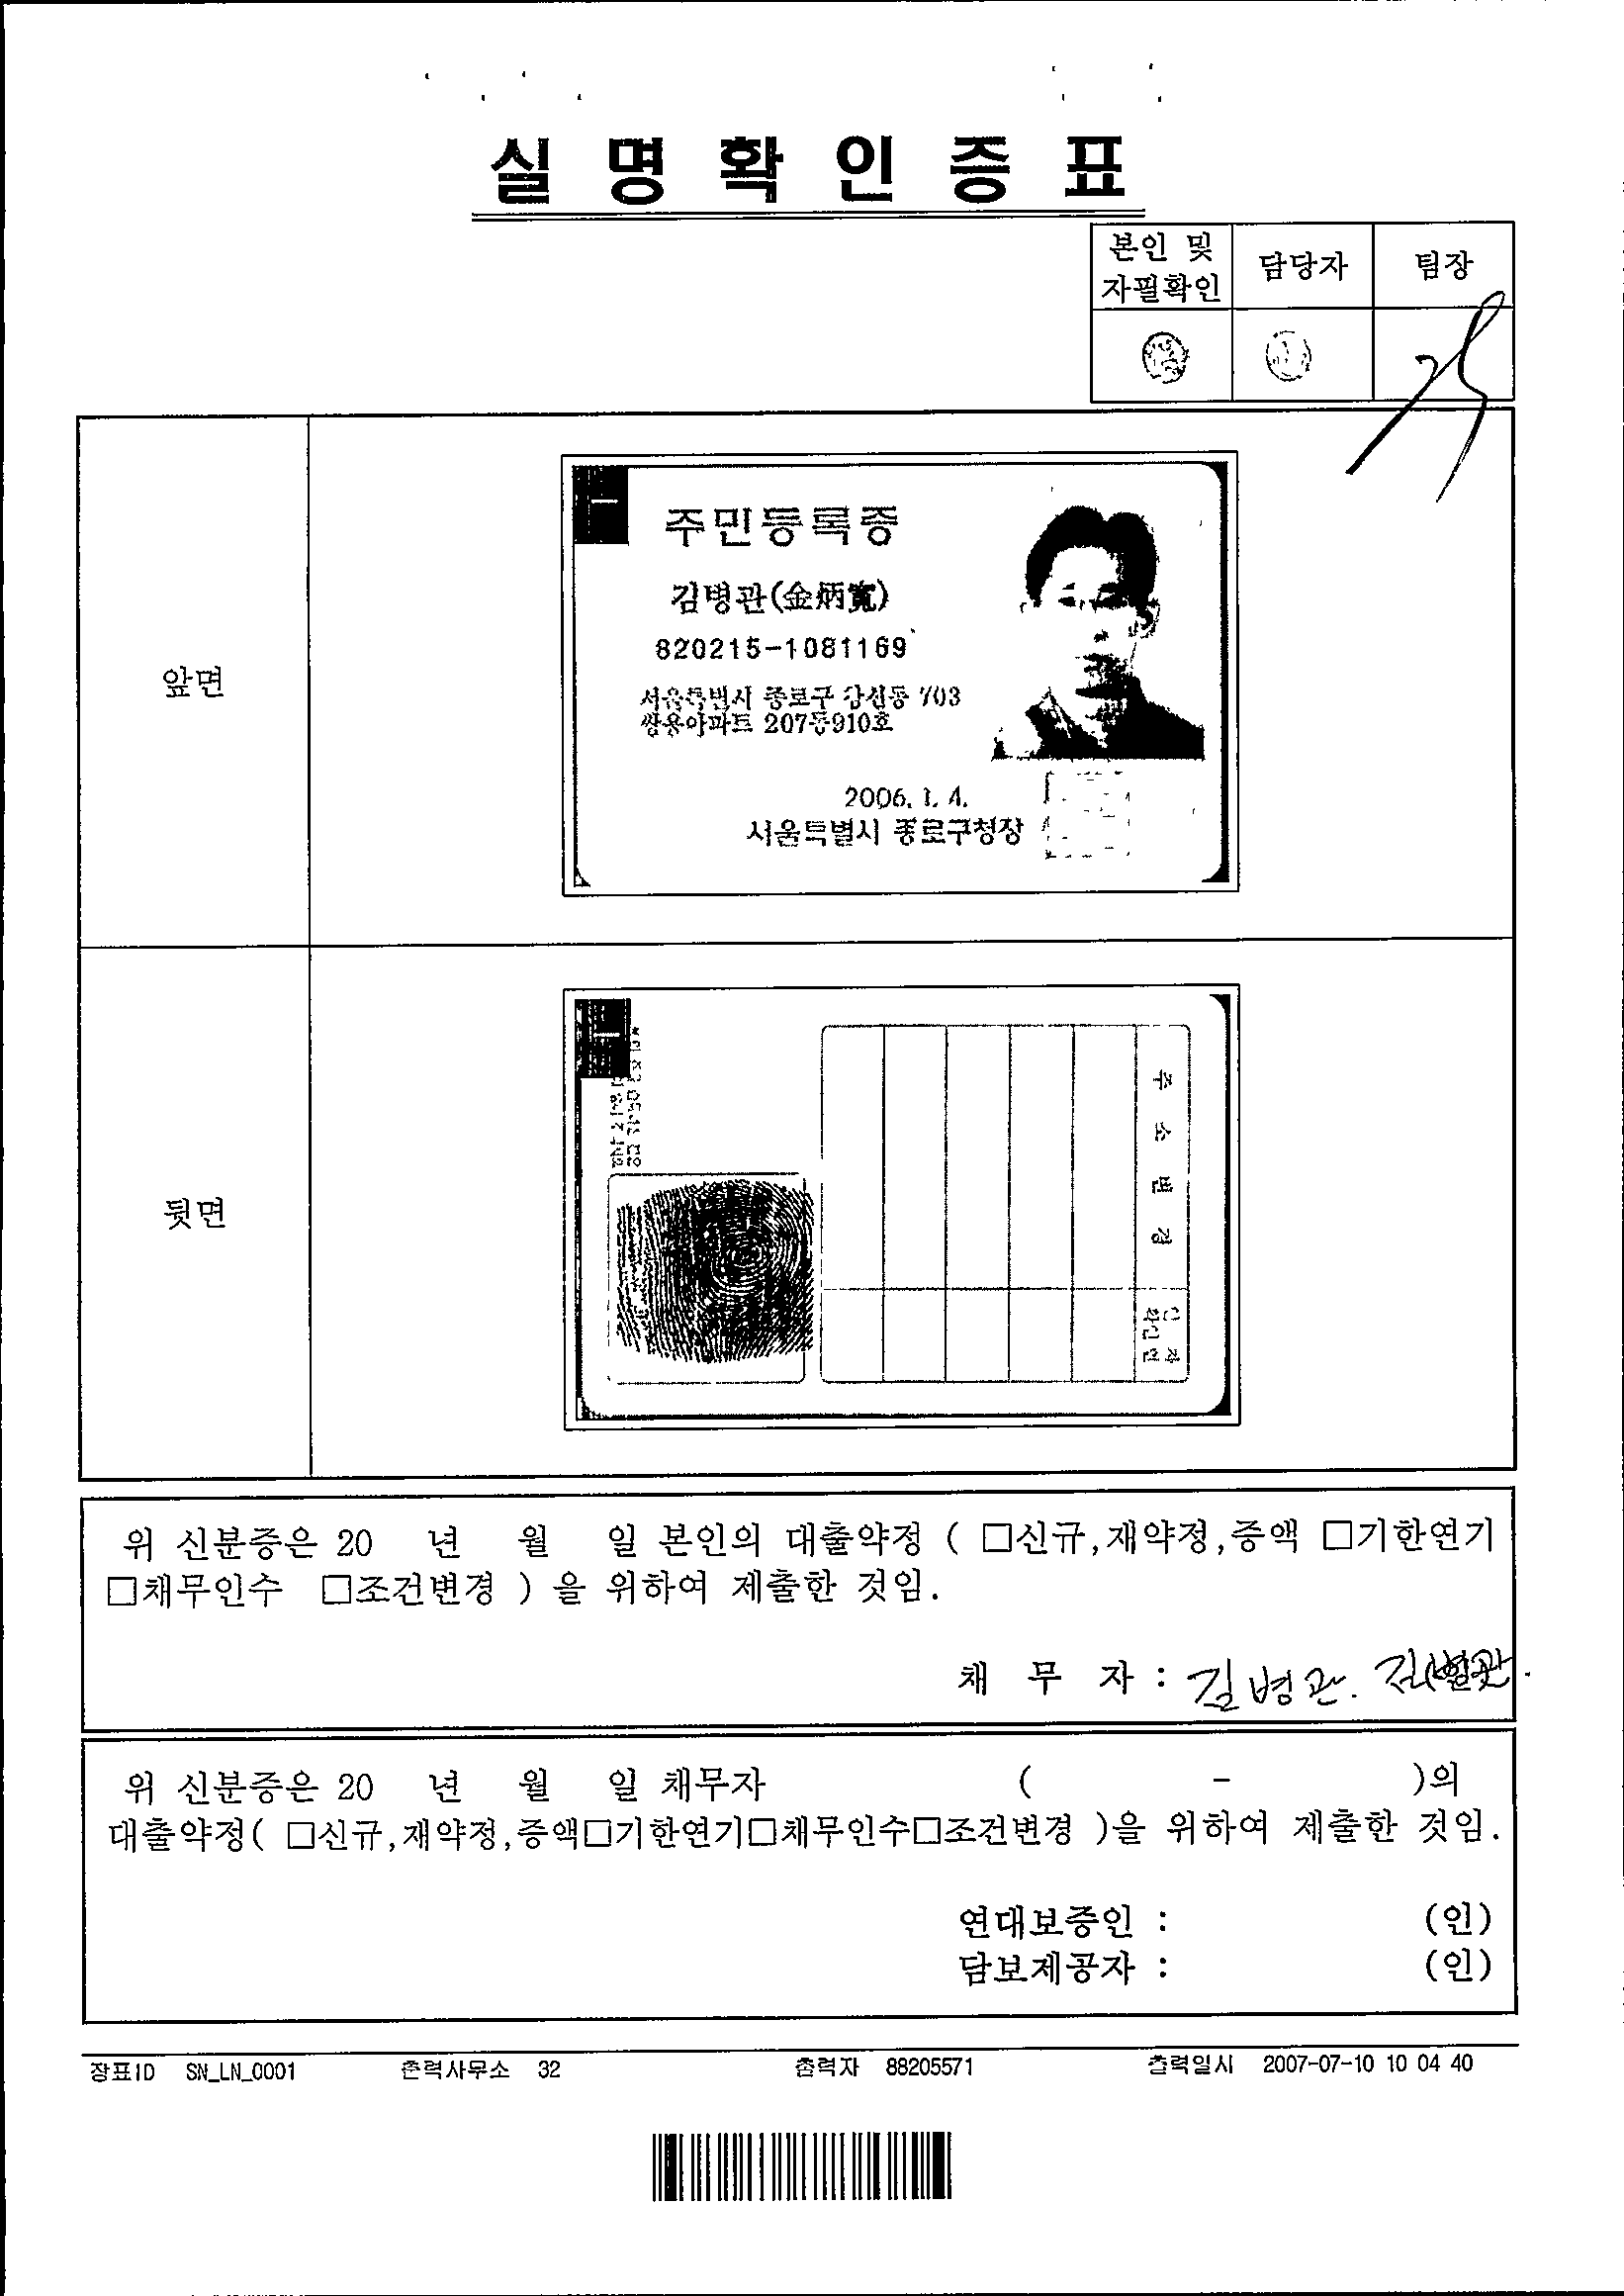 실명확인증표
본인 및 자필확인 담당자 팀장
앞면
주민등록증
김병관(金炳寬)
820215-1081169
서울특별시 종로구 703
쌍용아파트 207동910호
2006. 1. 4.
서울특별시 종로구청장
뒷면
주소변경
위 신분증은 20 년 월 일 본인의 대출약정 ( □신규,재약정,증액 □기한연기
□채무인수 □조건변경 ) 을 위하여 제출한 것임.
채 무 자 : 김병관. 김병관
위 신분증은 20 년 월 일 채무자 ( - )의
대출약정( □신규,재약정,증액□기한연기□채무인수□조건변경 )을 위하여 제출한 것임.
연대보증인 : (인)
담보제공자 : (인)
장표ID SN_LN_0001 출력사무소 32 출력자 88205571 출력일시 2007-07-10 10 04 40